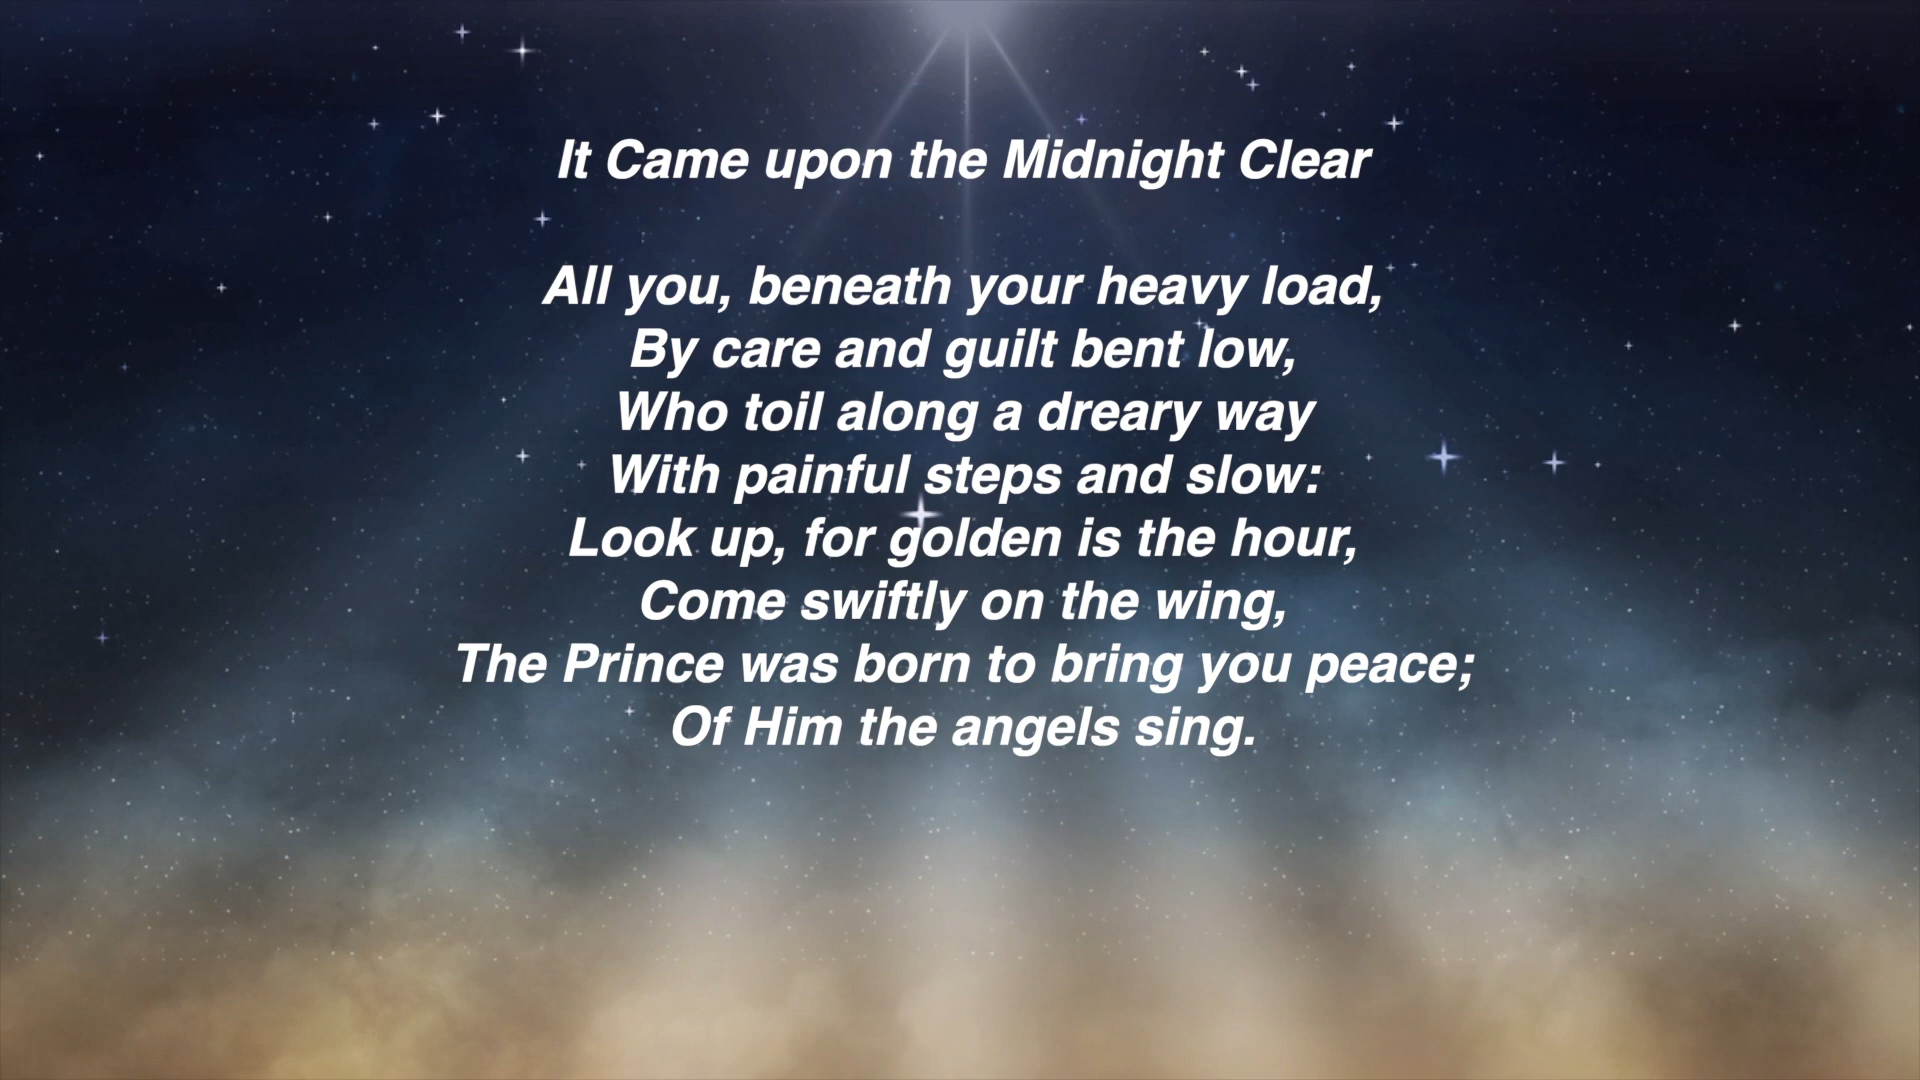 It Came upon the Midnight Clear
All you, beneath your heavy load,
By care and guilt bent low,
Who toil along a dreary way
With painful steps and slow:
Look up, for golden is the hour,
Come swiftly on the wing,
The Prince was born to bring you peace;
Of Him the angels sing.